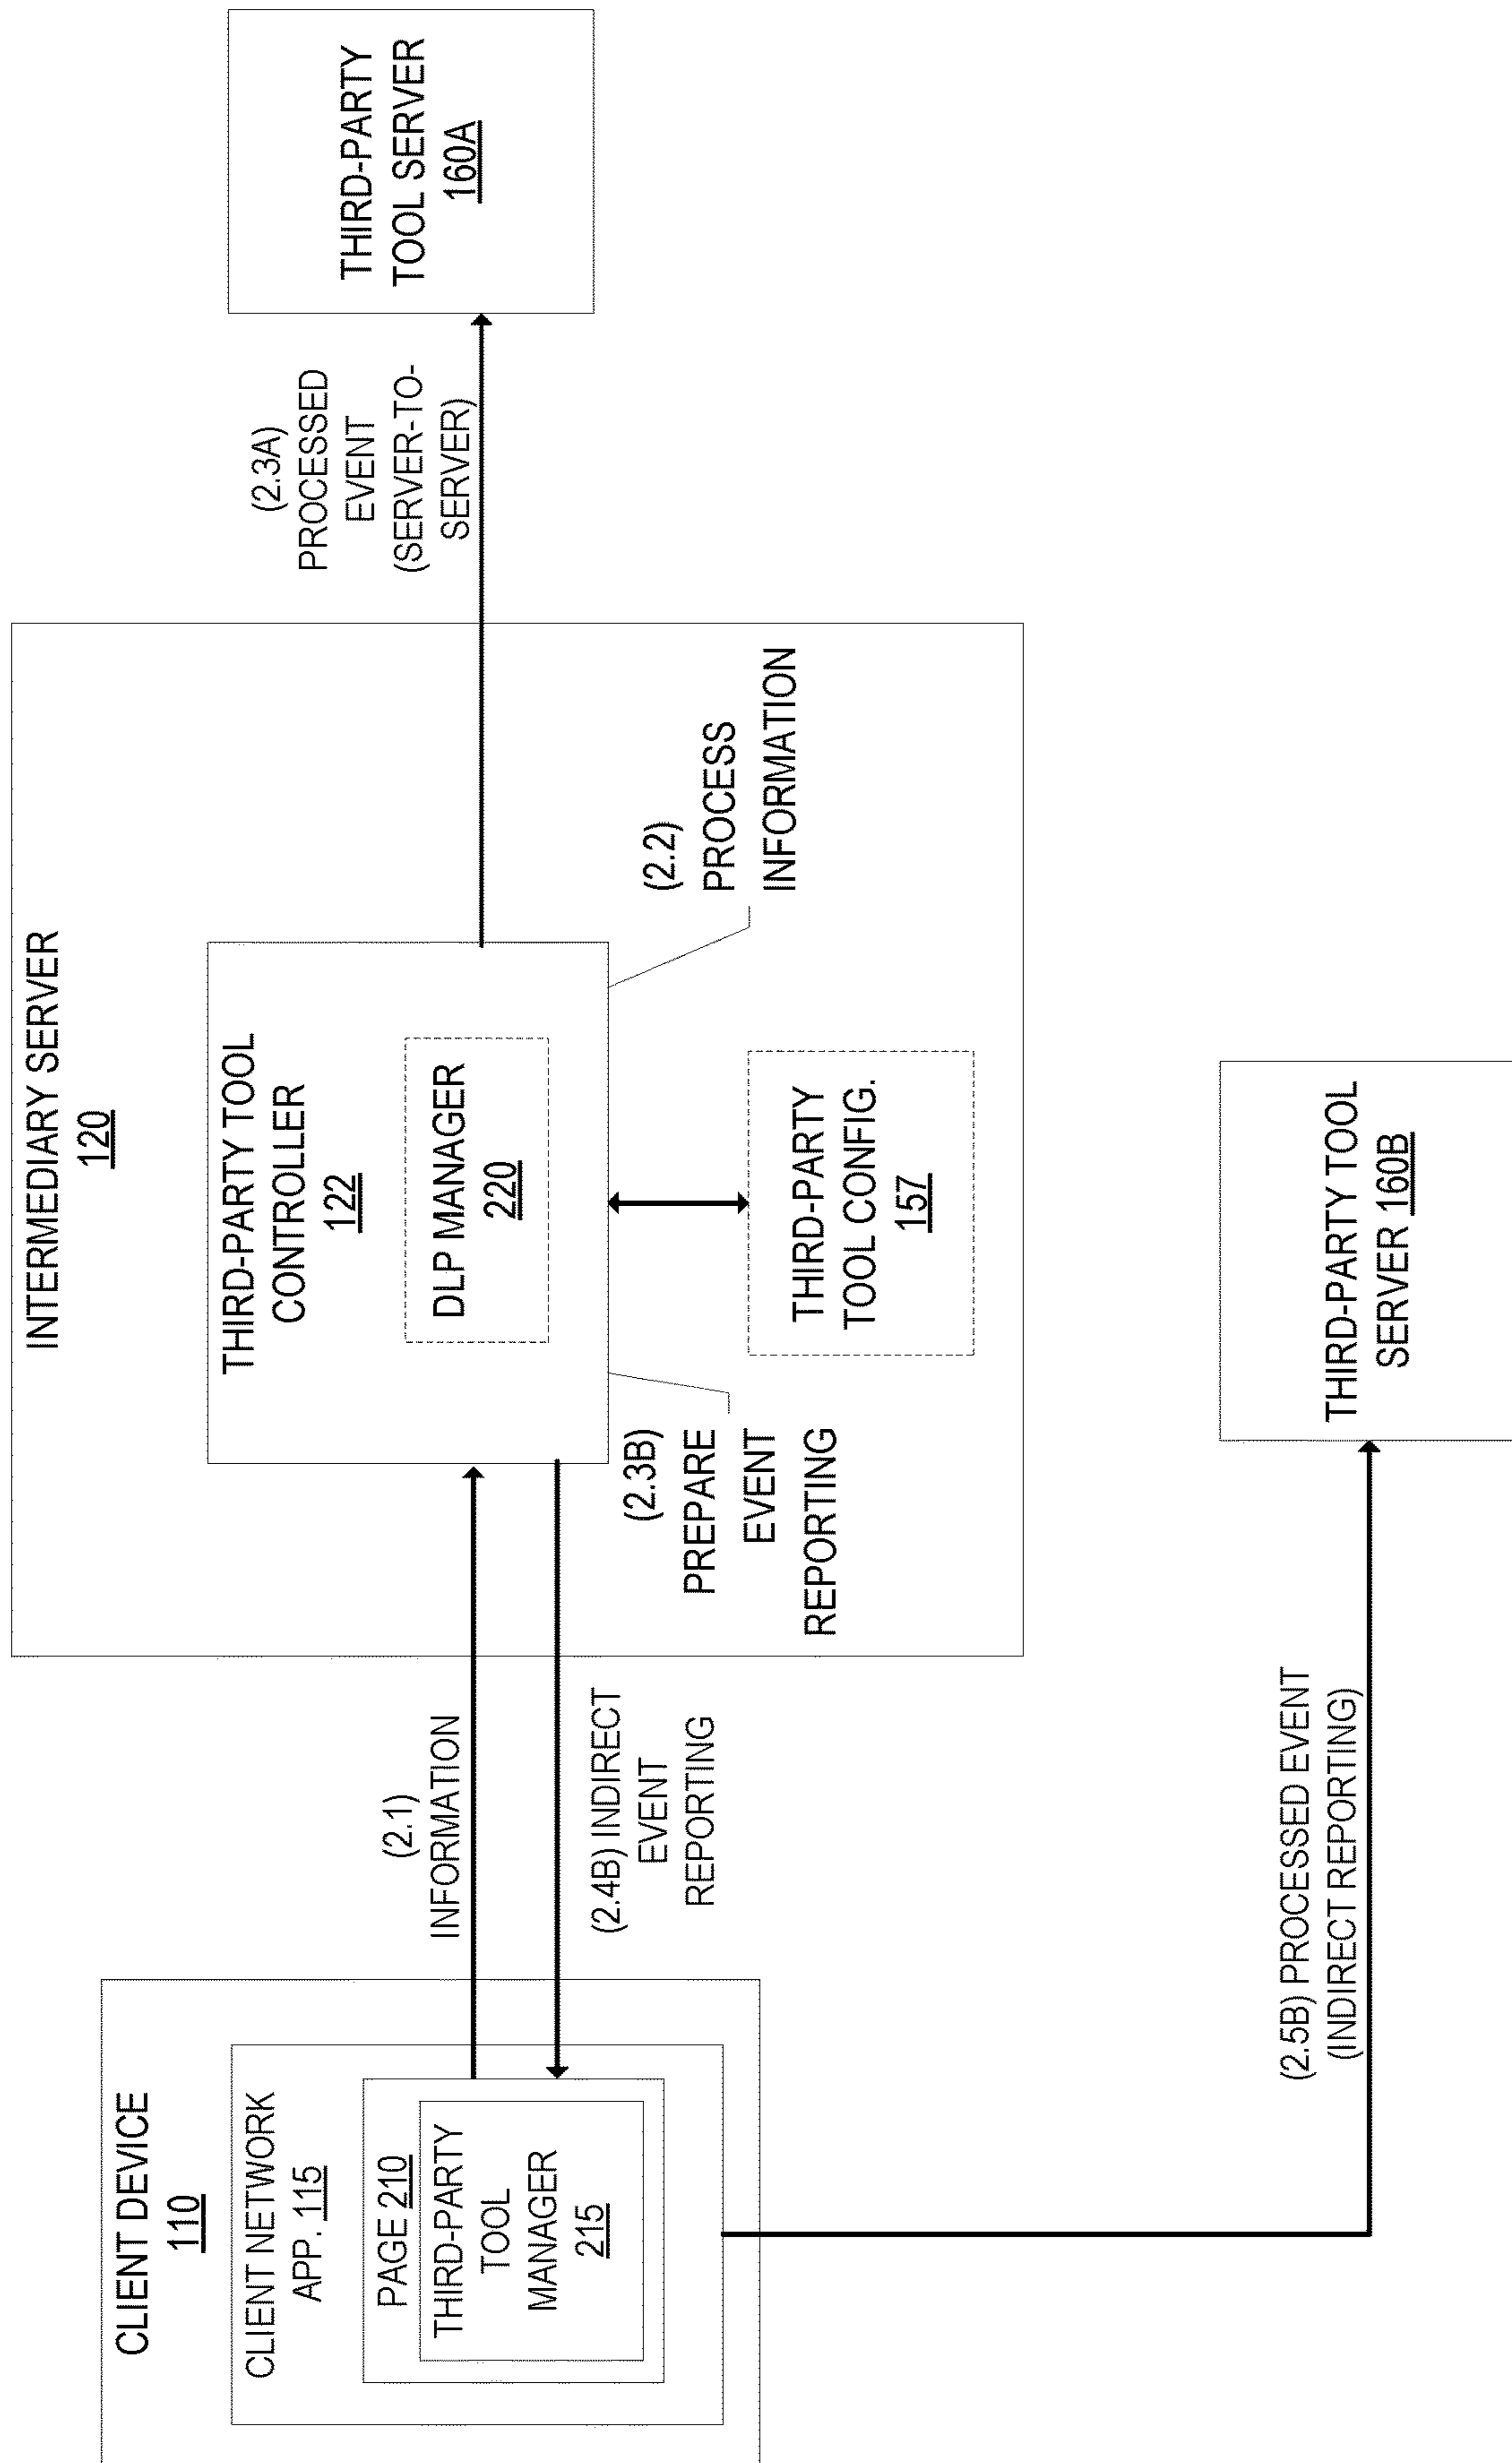 CLIENT DEVICE
110
CLIENT NETWORK
APP. 115
PAGE 210
THIRD-PARTY
TOOL
MANAGER
215
(2.1)
INFORMATION
(2.4B) INDIRECT
EVENT
REPORTING
INTERMEDIARY SERVER
120
THIRD-PARTY TOOL
CONTROLLER
122
DLP MANAGER
220
(2.3B)
PREPARE
EVENT
REPORTING
THIRD-PARTY
TOOL CONFIG.
157
(2.2)
PROCESS
INFORMATION
(2.3A)
PROCESSED
EVENT
(SERVER-TO-
SERVER)
THIRD-PARTY
TOOL SERVER
160A
(2.5B) PROCESSED EVENT
(INDIRECT REPORTING)
THIRD-PARTY TOOL
SERVER 160B